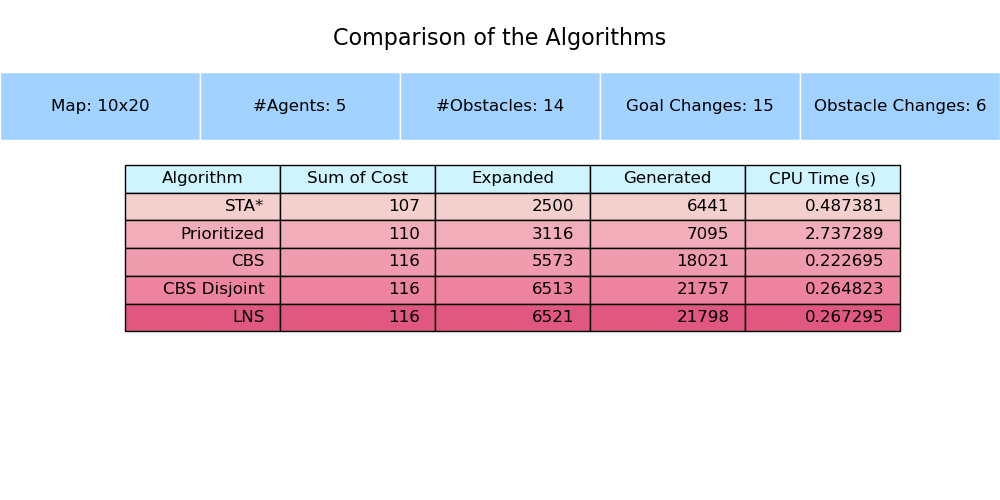 Comparison of the Algorithms
Map: 10x20 #Agents: 5 #Obstacles: 14 Goal Changes: 15 Obstacle Changes: 6
Algorithm Sum of Cost Expanded Generated CPU Time (s)
STA* 107 2500 6441 0.487381
Prioritized 110 3116 7095 2.737289
CBS 116 5573 18021 0.222695
CBS Disjoint 116 6513 21757 0.264823
LNS 116 6521 21798 0.267295